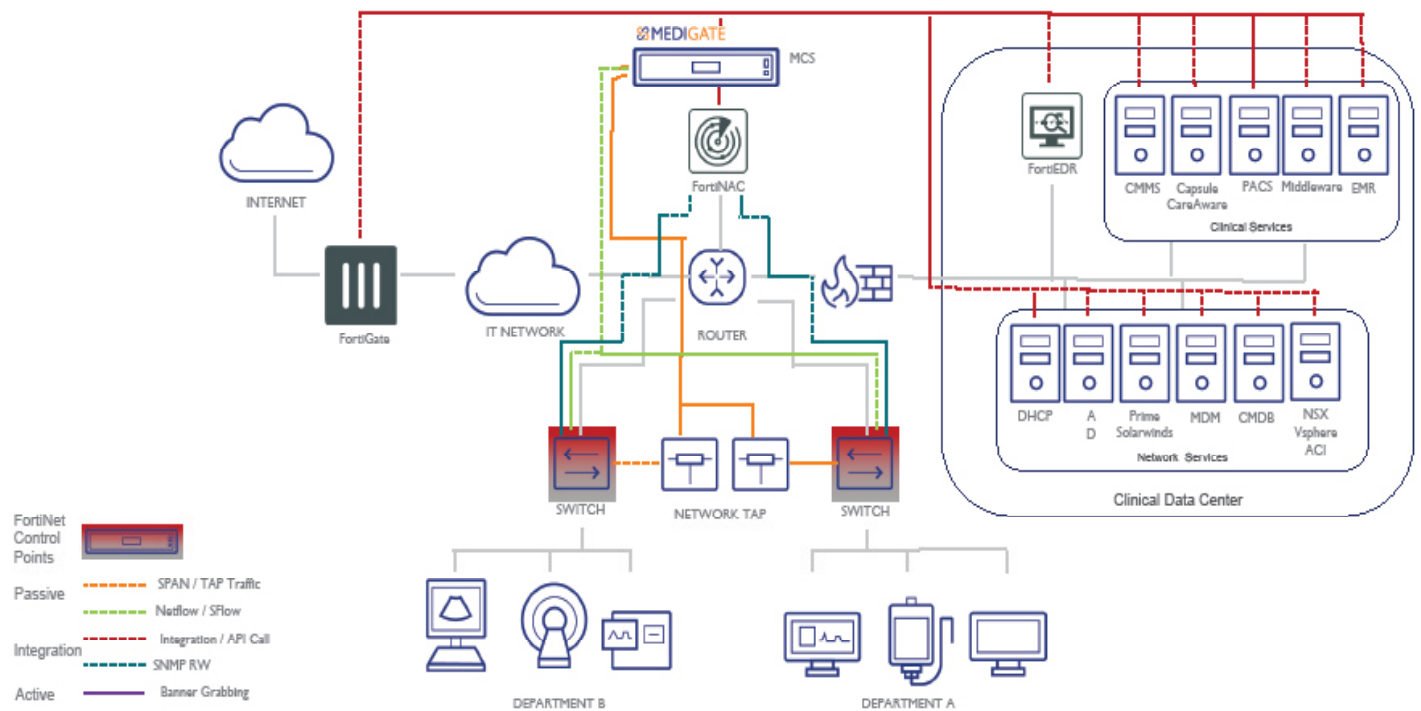 MEDIGATE
MCS
INTERNET
FortiNAC
FortiEDR
CMMS
Capsule
CareAware
PACS
Middleware
EMR
Clinical Services
FortiGate
IT NETWORK
ROUTER
DHCP
A
D
Prime
Solarwinds
MDM
CMDB
NSX
Vsphere
ACI
Network Services
Clinical Data Center
SWITCH
NETWORK TAP
SWITCH
FortiNet
Control
Points
Passive
SPAN / TAP Traffic
Netflow / SFlow
Integration
Integration / API Call
SNMP RW
Active
Banner Grabbing
DEPARTMENT B
DEPARTMENT A